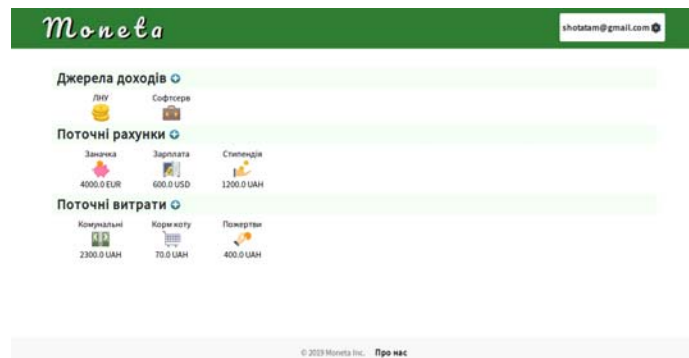 Moneta
shotatam@gmail.com
Джерела доходів
ЛНУ Софтсерв
Поточні рахунки
Заначка Зарплата Стипендія
4000.0 EUR 600.0 USD 1200.0 UAH
Поточні витрати
Комунальні Корм коту Пожертви
2300.0 UAH 70.0 UAH 400.0 UAH
© 2019 Moneta Inc. Про нас